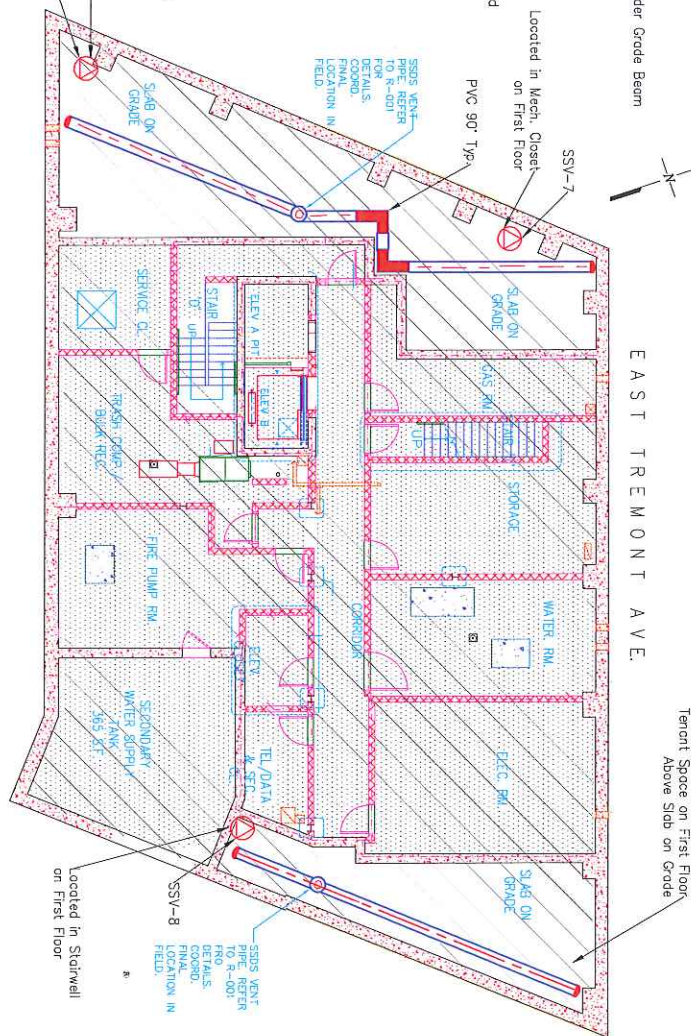 der Grade Beam
d
Located in Mech. Closet
on First Floor
SSV-7
N
PVC 90° Typ.
SSDS VENT
PIPE. REFER
TO R-001
FOR
DETAILS.
COORD.
FINAL
LOCATION IN
FIELD.
EAST TREMONT AVE.
Tenant Space on First Floor
Above Slab on Grade
SLAB ON
GRADE
SLAB ON
GRADE
GAS RM.
STAIR
UP
STORAGE
WATER RM.
ELEC RM.
SLAB ON
GRADE
SERVICE CL.
STAIR
'D'
UP
ELEV A PIT
ELEV B
TRASH COMP./
BULK REC.
FIRE PUMP RM.
CORRIDOR
ELEV.
TEL/DATA
& SEC.
CL.
SECONDARY
WATER SUPPLY
TANK
365 S.F.
SSV-8
Located in Stairwell
on First Floor
SSDS VENT
PIPE. REFER
TO R-001
FRO
DETAILS.
COORD.
FINAL
LOCATION IN
FIELD.